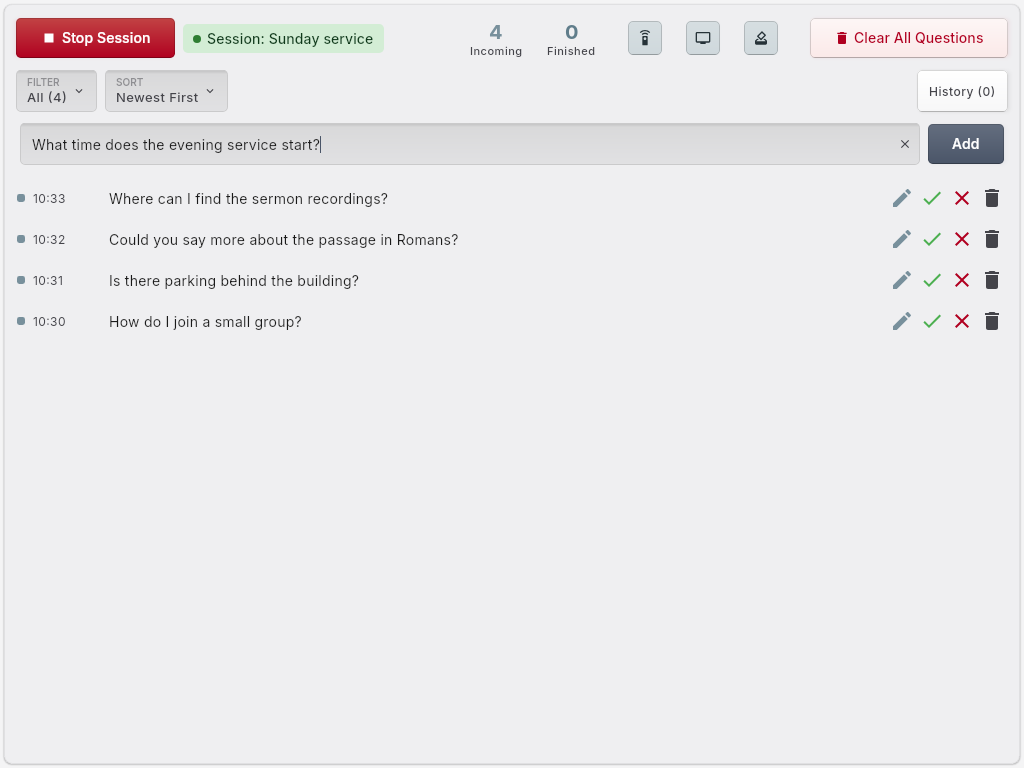 Stop Session
Session: Sunday service
4
Incoming
0
Finished
Clear All Questions
FILTER
All (4)
SORT
Newest First
History (0)
What time does the evening service start?
Add
10:33 Where can I find the sermon recordings?
10:32 Could you say more about the passage in Romans?
10:31 Is there parking behind the building?
10:30 How do I join a small group?